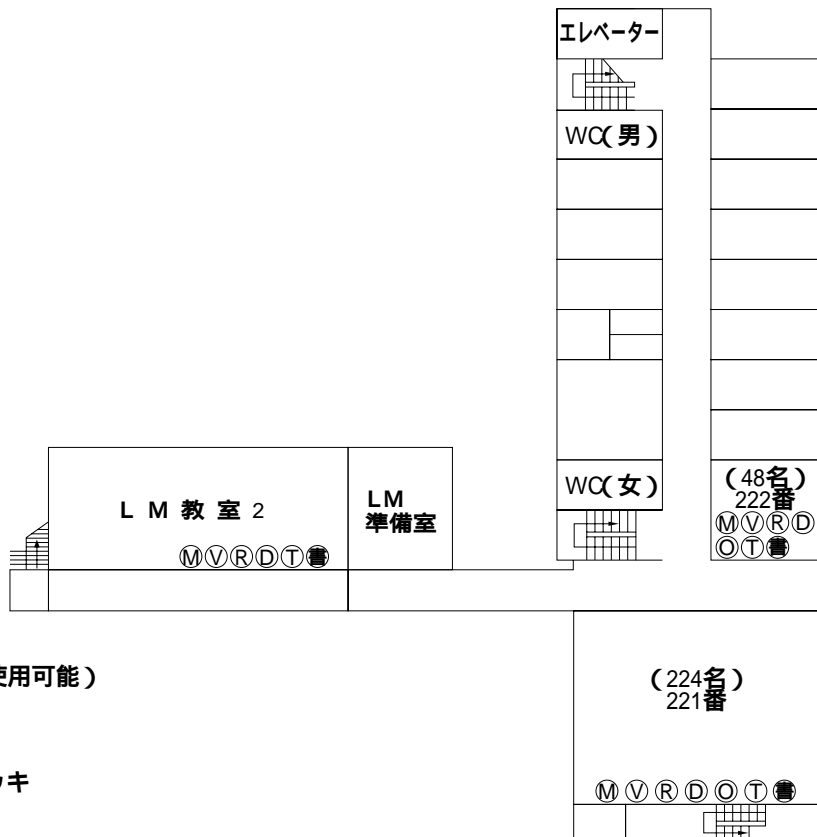 エレベーター
WC(男)
WC(女)
(48名)
222番
ⓂⓋⓇⒹ
ⓄⓉ書
LM教室2
ⓂⓋⓇⒹⓉ書
LM
準備室
使用可能)
(224名)
221番
ッキ
ⓂⓋⓇⒹⓄⓉ書